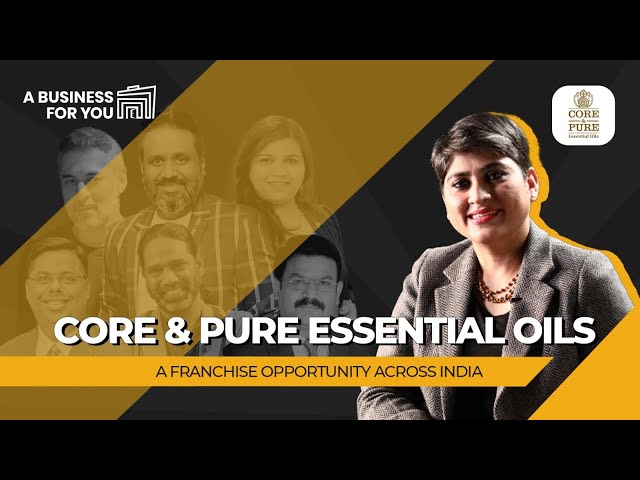 A BUSINESS
FOR YOU
CORE
&
PURE
Essential Oils
CORE & PURE ESSENTIAL OILS
A FRANCHISE OPPORTUNITY ACROSS INDIA